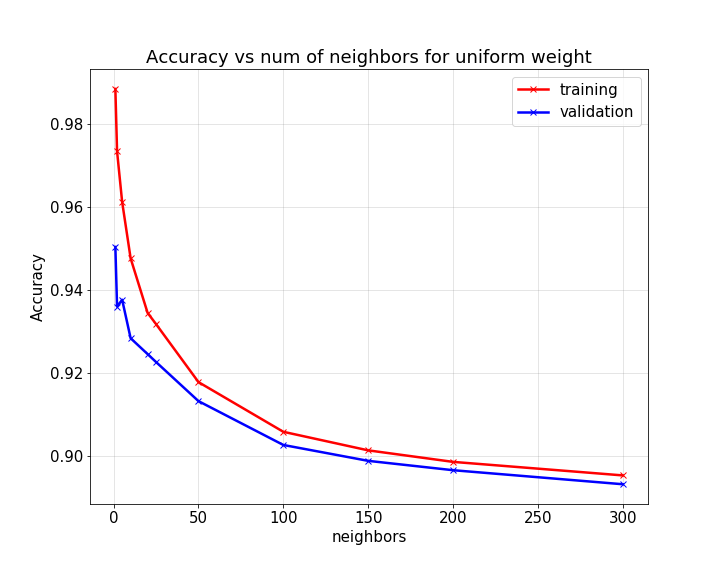 Accuracy vs num of neighbors for uniform weight
training
validation
Accuracy
0.98
0.96
0.94
0.92
0.90
0
50
100
150
200
250
300
neighbors